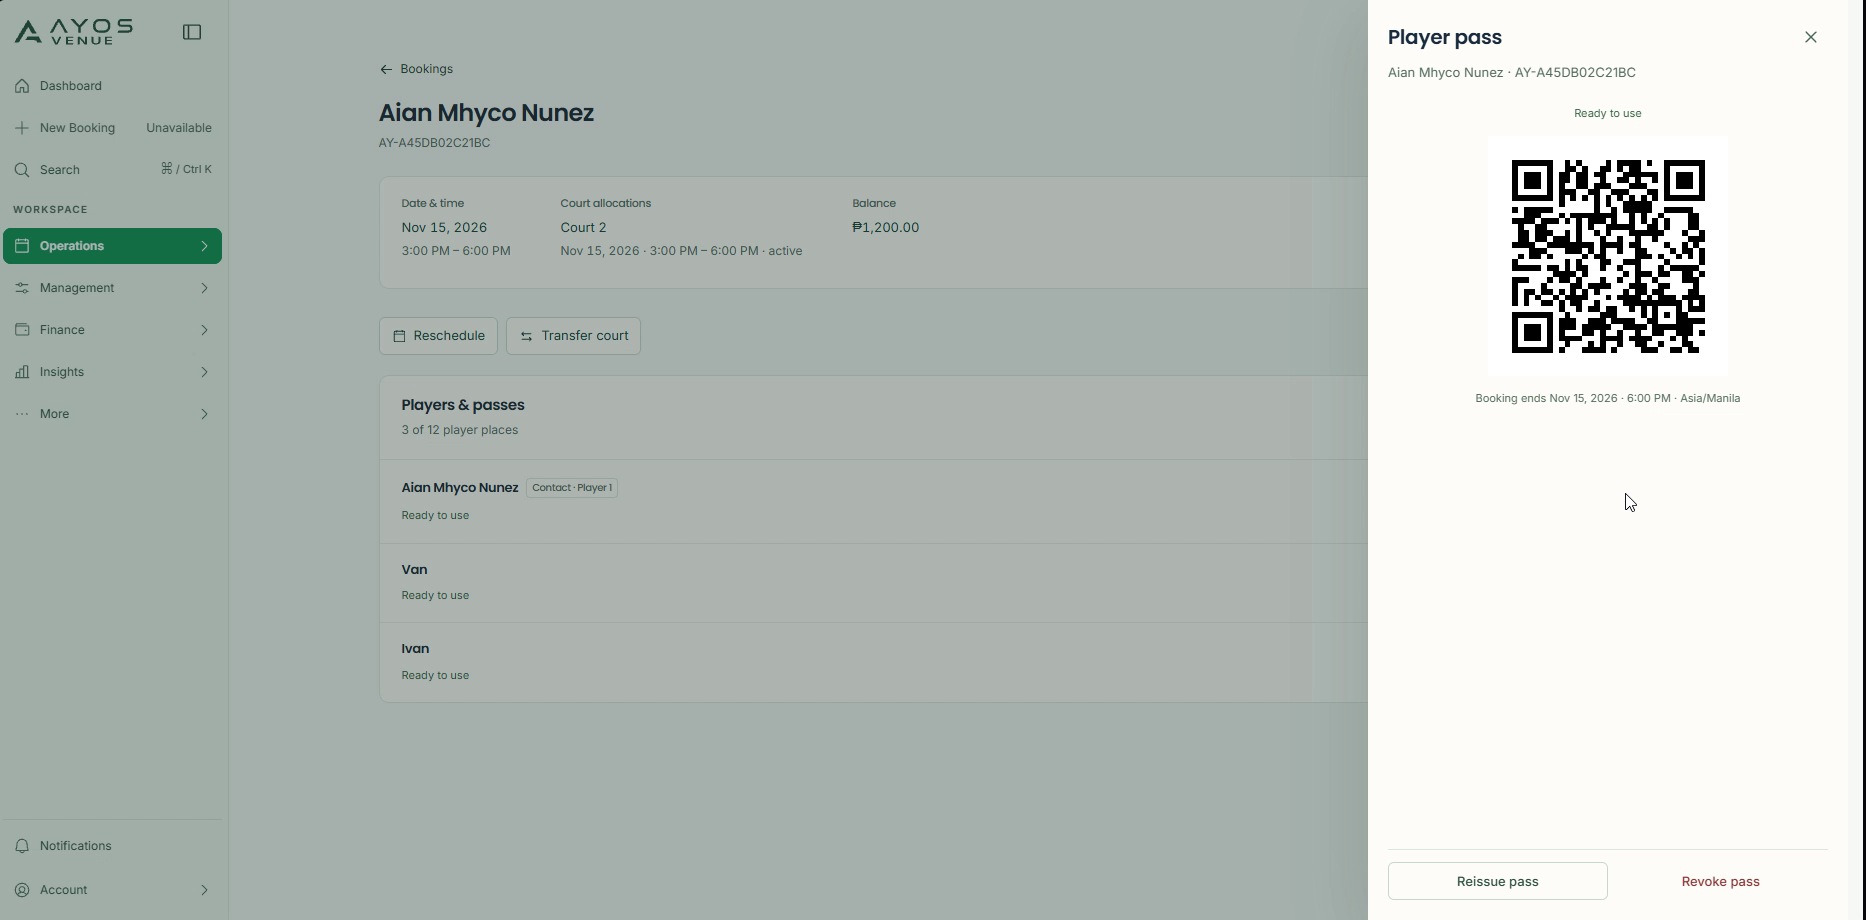 AYOS
VENUE
Dashboard
New Booking Unavailable
Search ⌘ / Ctrl K
WORKSPACE
Operations
Management
Finance
Insights
More
Notifications
Account
Bookings
Aian Mhyco Nunez
AY-A45DB02C21BC
Date & time
Nov 15, 2026
3:00 PM – 6:00 PM
Court allocations
Court 2
Nov 15, 2026 · 3:00 PM – 6:00 PM · active
Balance
₱1,200.00
Reschedule
Transfer court
Players & passes
3 of 12 player places
Aian Mhyco Nunez Contact · Player 1
Ready to use
Van
Ready to use
Ivan
Ready to use
Player pass
Aian Mhyco Nunez · AY-A45DB02C21BC
Ready to use
Booking ends Nov 15, 2026 · 6:00 PM · Asia/Manila
Reissue pass
Revoke pass